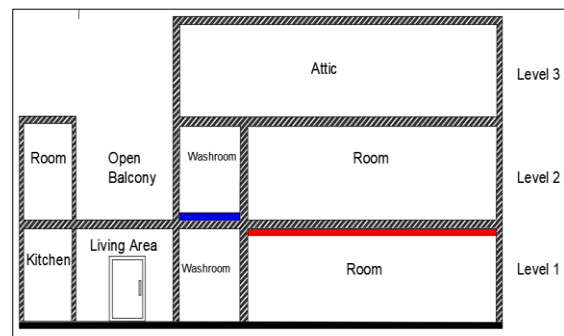 Attic
Level 3
Room
Open
Balcony
Washroom
Room
Level 2
Kitchen
Living Area
Washroom
Room
Level 1